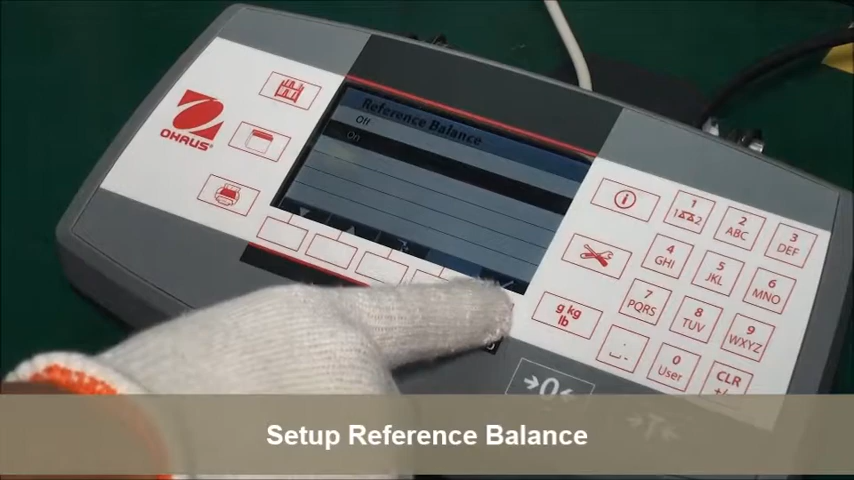 Reference Balance
Off
On
OHAUS
1
2
ABC
3
DEF
4
GHI
5
JKL
6
MNO
g kg
lb
7
PQRS
8
TUV
9
WXYZ
0
User
CLR
+/-
→0←
→T←
Setup Reference Balance